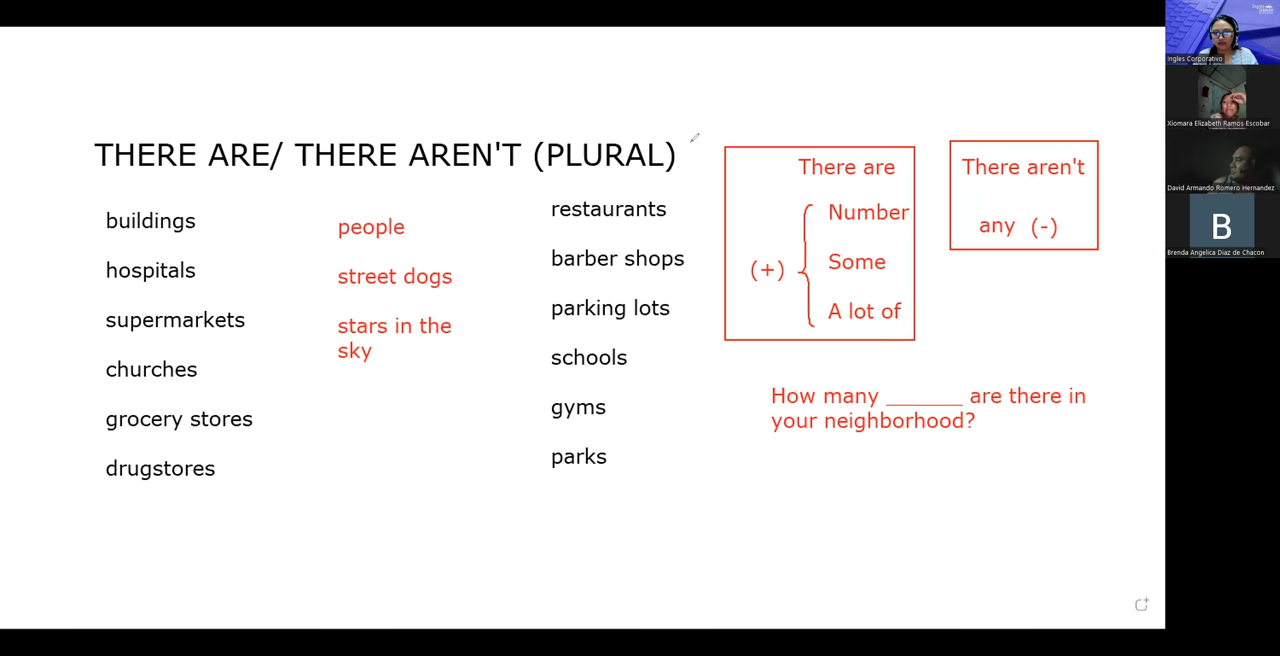 THERE ARE/ THERE AREN'T (PLURAL)
buildings
hospitals
supermarkets
churches
grocery stores
drugstores
people
street dogs
stars in the
sky
restaurants
barber shops
parking lots
schools
gyms
parks
There are
(+)
Number
Some
A lot of
There aren't
any (-)
How many ______ are there in
your neighborhood?
Ingles Corporativo
Xiomara Elizabeth Ramos Escobar
David Armando Romero Hernandez
B
Brenda Angelica Diaz de Chacon